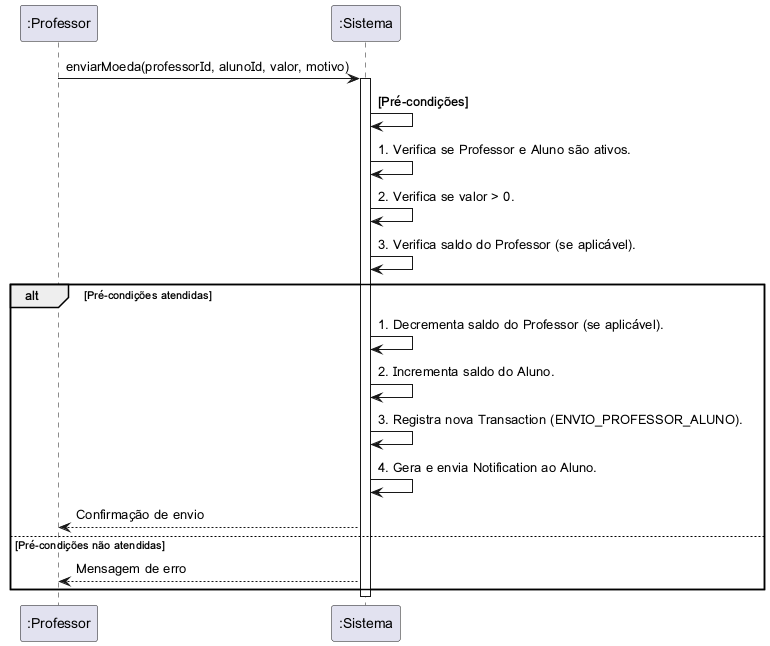 :Professor
:Sistema
enviarMoeda(professorId, alunoId, valor, motivo)
[Pré-condições]
1. Verifica se Professor e Aluno são ativos.
2. Verifica se valor > 0.
3. Verifica saldo do Professor (se aplicável).
alt
[Pré-condições atendidas]
1. Decrementa saldo do Professor (se aplicável).
2. Incrementa saldo do Aluno.
3. Registra nova Transaction (ENVIO_PROFESSOR_ALUNO).
4. Gera e envia Notification ao Aluno.
Confirmação de envio
[Pré-condições não atendidas]
Mensagem de erro
:Professor
:Sistema